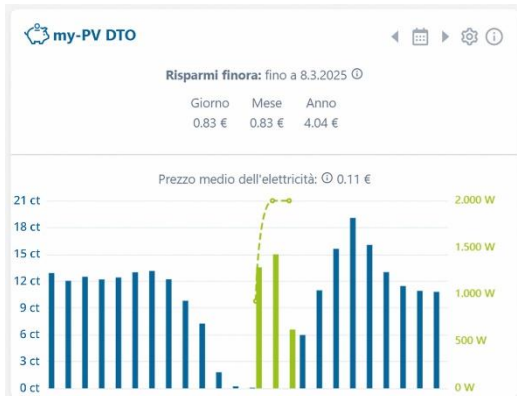 my-PV DTO
Risparmi finora: fino a 8.3.2025
Giorno Mese Anno
0.83 € 0.83 € 4.04 €
Prezzo medio dell'elettricità: 0.11 €
21 ct 2.000 W
18 ct
15 ct 1.500 W
12 ct
9 ct 1.000 W
6 ct 500 W
3 ct
0 ct 0 W